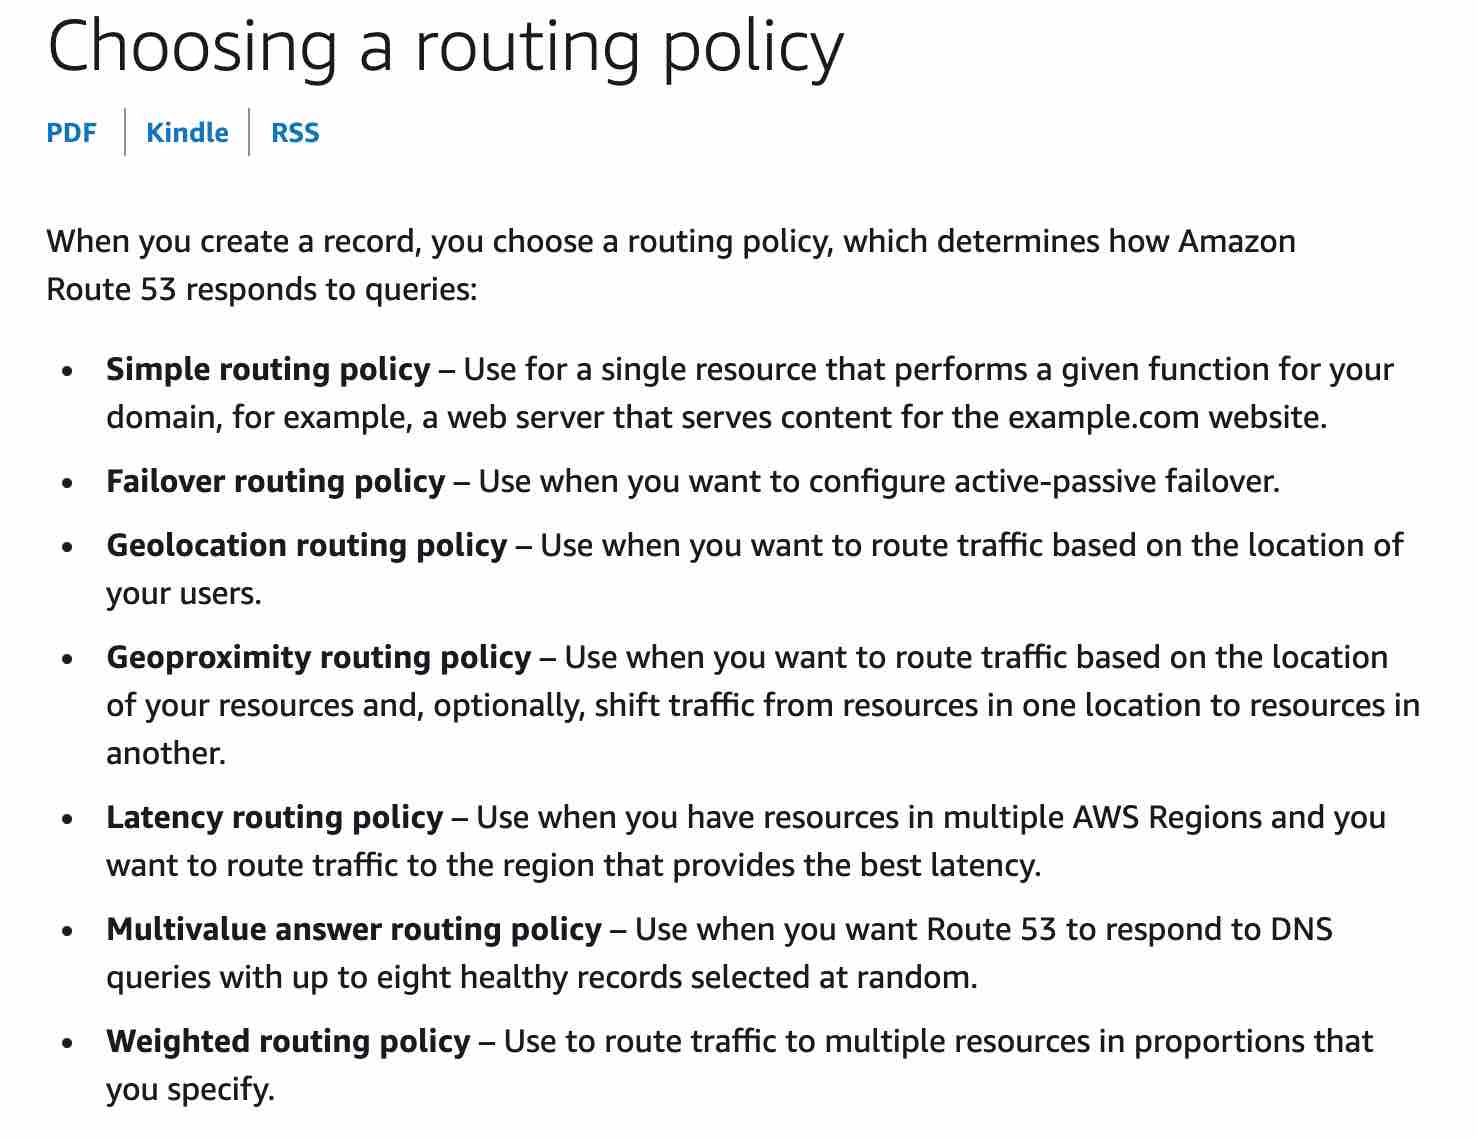 Choosing a routing policy
PDF | Kindle | RSS
When you create a record, you choose a routing policy, which determines how Amazon
Route 53 responds to queries:
• Simple routing policy – Use for a single resource that performs a given function for your
domain, for example, a web server that serves content for the example.com website.
• Failover routing policy – Use when you want to configure active-passive failover.
• Geolocation routing policy – Use when you want to route traffic based on the location of
your users.
• Geoproximity routing policy – Use when you want to route traffic based on the location
of your resources and, optionally, shift traffic from resources in one location to resources in
another.
• Latency routing policy – Use when you have resources in multiple AWS Regions and you
want to route traffic to the region that provides the best latency.
• Multivalue answer routing policy – Use when you want Route 53 to respond to DNS
queries with up to eight healthy records selected at random.
• Weighted routing policy – Use to route traffic to multiple resources in proportions that
you specify.